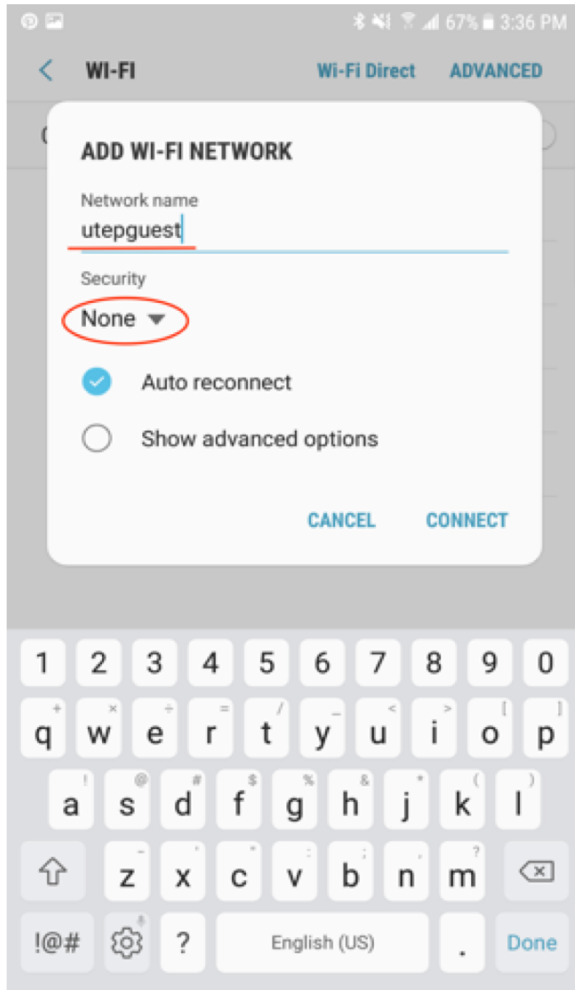 67% 3:36 PM
WI-FI Wi-Fi Direct ADVANCED
ADD WI-FI NETWORK
Network name
utepguest
Security
None
Auto reconnect
Show advanced options
CANCEL CONNECT
1 2 3 4 5 6 7 8 9 0
q w e r t y u i o p
a s d f g h j k l
z x c v b n m
!@# ? English (US) . Done